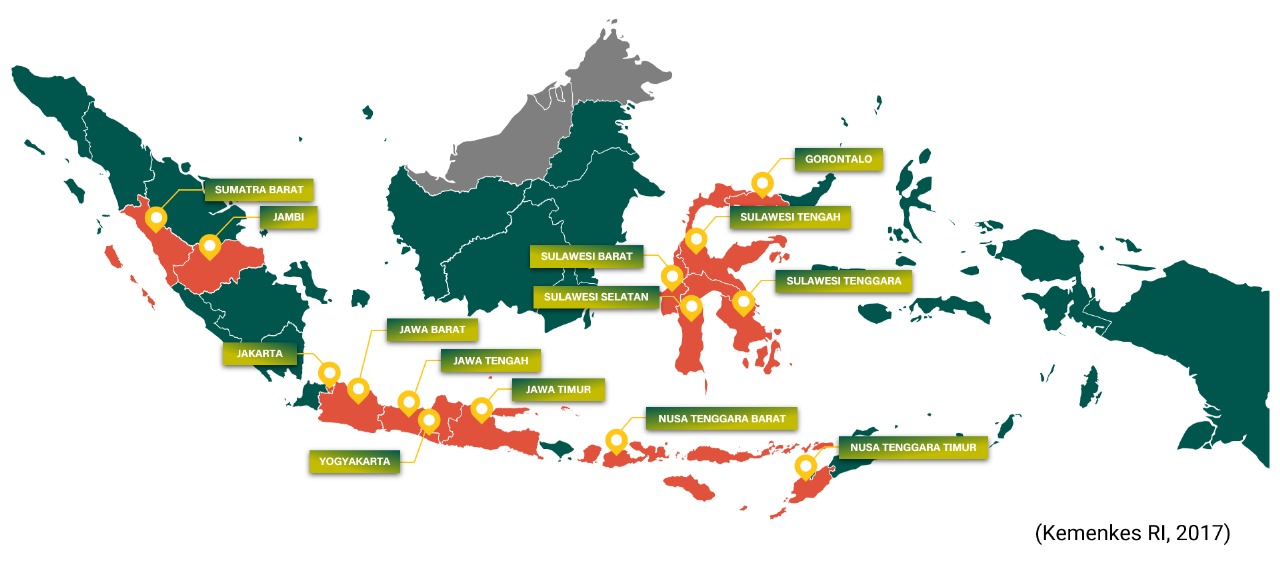 GORONTALO
SUMATRA BARAT
JAMBI
SULAWESI TENGAH
SULAWESI BARAT
SULAWESI TENGGARA
SULAWESI SELATAN
JAWA BARAT
JAKARTA
JAWA TENGAH
JAWA TIMUR
NUSA TENGGARA BARAT
NUSA TENGGARA TIMUR
YOGYAKARTA
(Kemenkes RI, 2017)